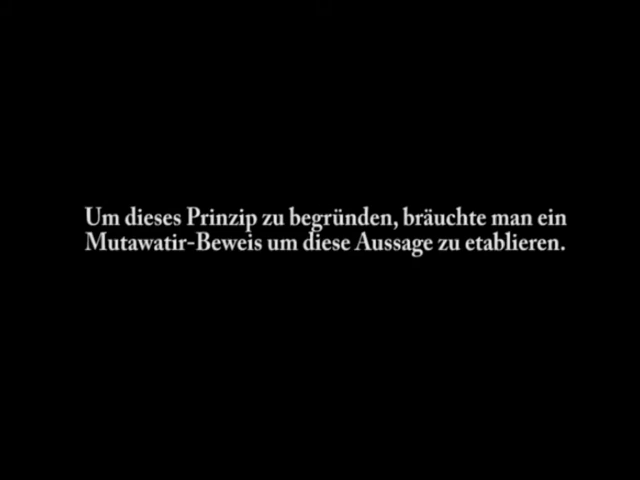 Um dieses Prinzip zu begründen, bräuchte man ein
Mutawatir-Beweis um diese Aussage zu etablieren.